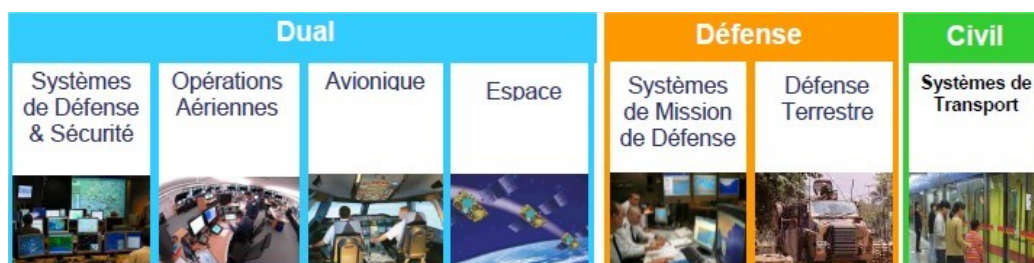 Dual
Défense
Civil
Systèmes
de Défense
& Sécurité
Opérations
Aériennes
Avionique
Espace
Systèmes
de Mission
de Défense
Défense
Terrestre
Systèmes de
Transport